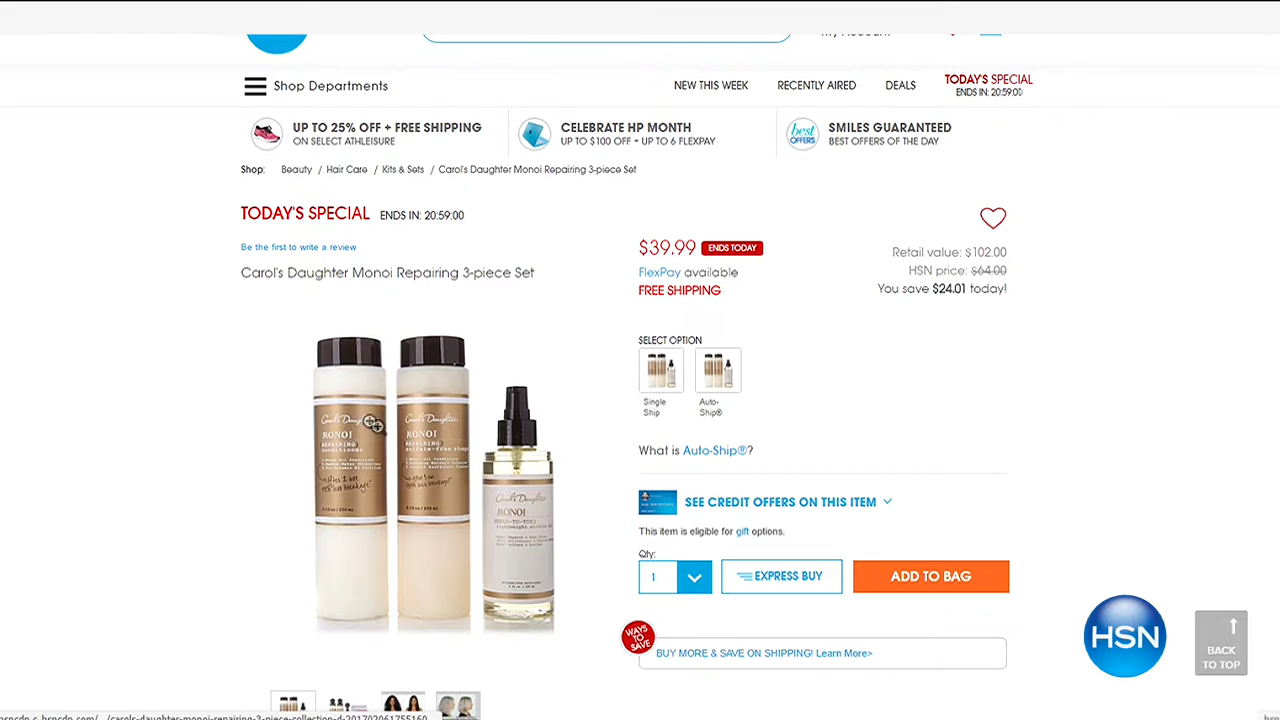 Shop Departments
NEW THIS WEEK
RECENTLY AIRED
DEALS
TODAY'S SPECIAL
ENDS IN: 20:59:00
UP TO 25% OFF + FREE SHIPPING
ON SELECT ATHLEISURE
CELEBRATE HP MONTH
UP TO $100 OFF + UP TO 6 FLEXPAY
best OFFERS
SMILES GUARANTEED
BEST OFFERS OF THE DAY
Shop: Beauty / Hair Care / Kits & Sets / Carol's Daughter Monoi Repairing 3-piece Set
TODAY'S SPECIAL ENDS IN: 20:59:00
Be the first to write a review
Carol's Daughter Monoi Repairing 3-piece Set
$39.99 ENDS TODAY
FlexPay available
FREE SHIPPING
Retail value: $102.00
HSN price: $64.00
You save $24.01 today!
SELECT OPTION
Single Ship
Auto-Ship®
What is Auto-Ship®?
SEE CREDIT OFFERS ON THIS ITEM
This item is eligible for gift options.
Qty:
1
EXPRESS BUY
ADD TO BAG
WAYS TO SAVE
BUY MORE & SAVE ON SHIPPING! Learn More>
HSN
BACK
TO TOP
MONOI
REPAIRING
conditioner
Carol's Daughter
MONOI
REPAIRING
Carol's Daughter
MONOI